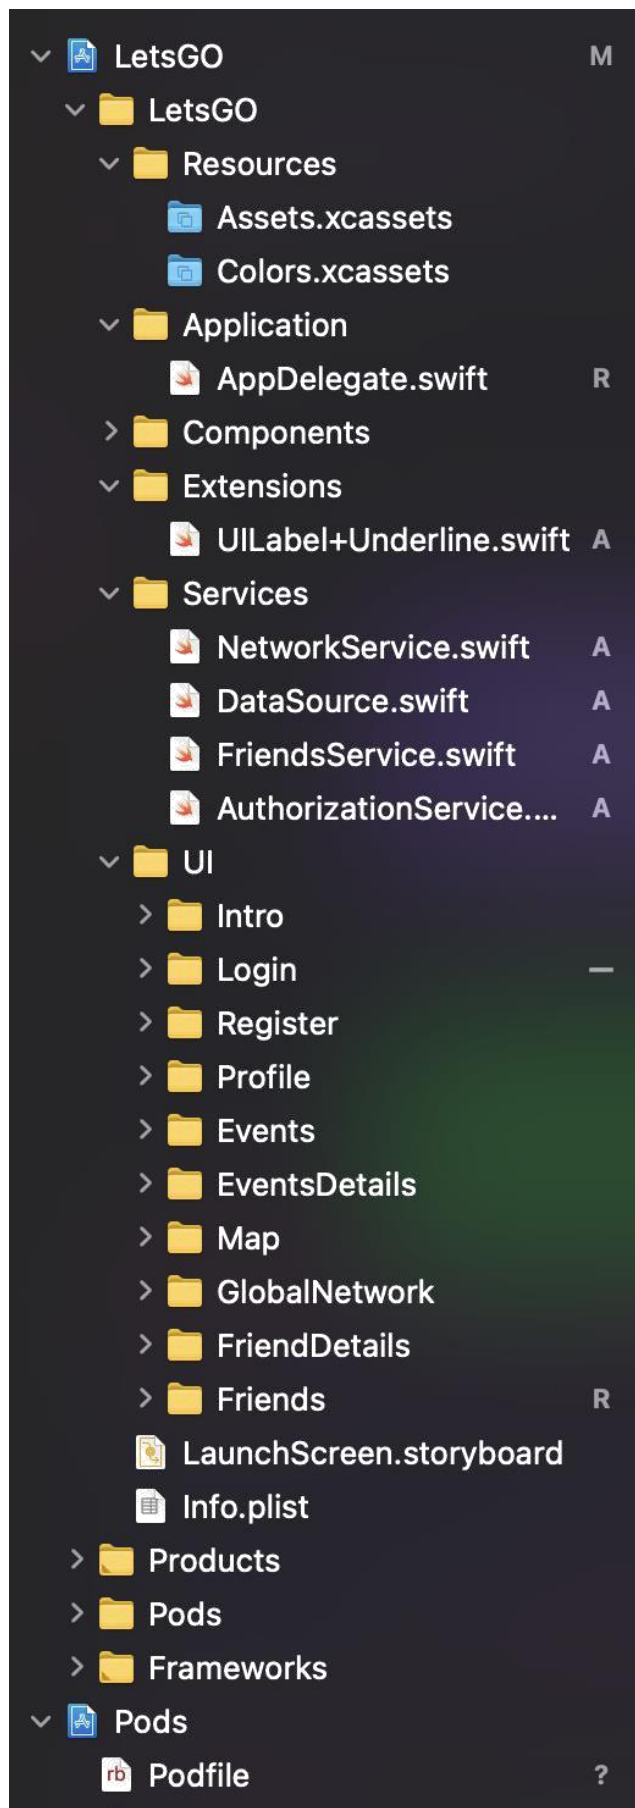 LetsGO M
LetsGO
Resources
Assets.xcassets
Colors.xcassets
Application
AppDelegate.swift R
Components
Extensions
UILabel+Underline.swift A
Services
NetworkService.swift A
DataSource.swift A
FriendsService.swift A
AuthorizationService.... A
UI
Intro
Login –
Register
Profile
Events
EventsDetails
Map
GlobalNetwork
FriendDetails
Friends R
LaunchScreen.storyboard
Info.plist
Products
Pods
Frameworks
Pods
rb Podfile ?